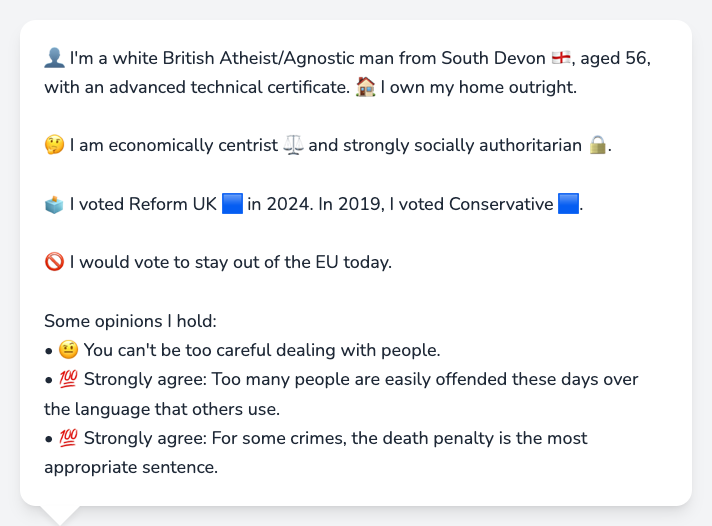 👤 I'm a white British Atheist/Agnostic man from South Devon 🏴󠁧󠁢󠁥󠁮󠁧󠁿, aged 56,
with an advanced technical certificate. 🏠 I own my home outright.
🤔 I am economically centrist ⚖️ and strongly socially authoritarian 🔒.
🗳️ I voted Reform UK 🟦 in 2024. In 2019, I voted Conservative 🟦.
🚫 I would vote to stay out of the EU today.
Some opinions I hold:
• 🤨 You can't be too careful dealing with people.
• 💯 Strongly agree: Too many people are easily offended these days over
the language that others use.
• 💯 Strongly agree: For some crimes, the death penalty is the most
appropriate sentence.